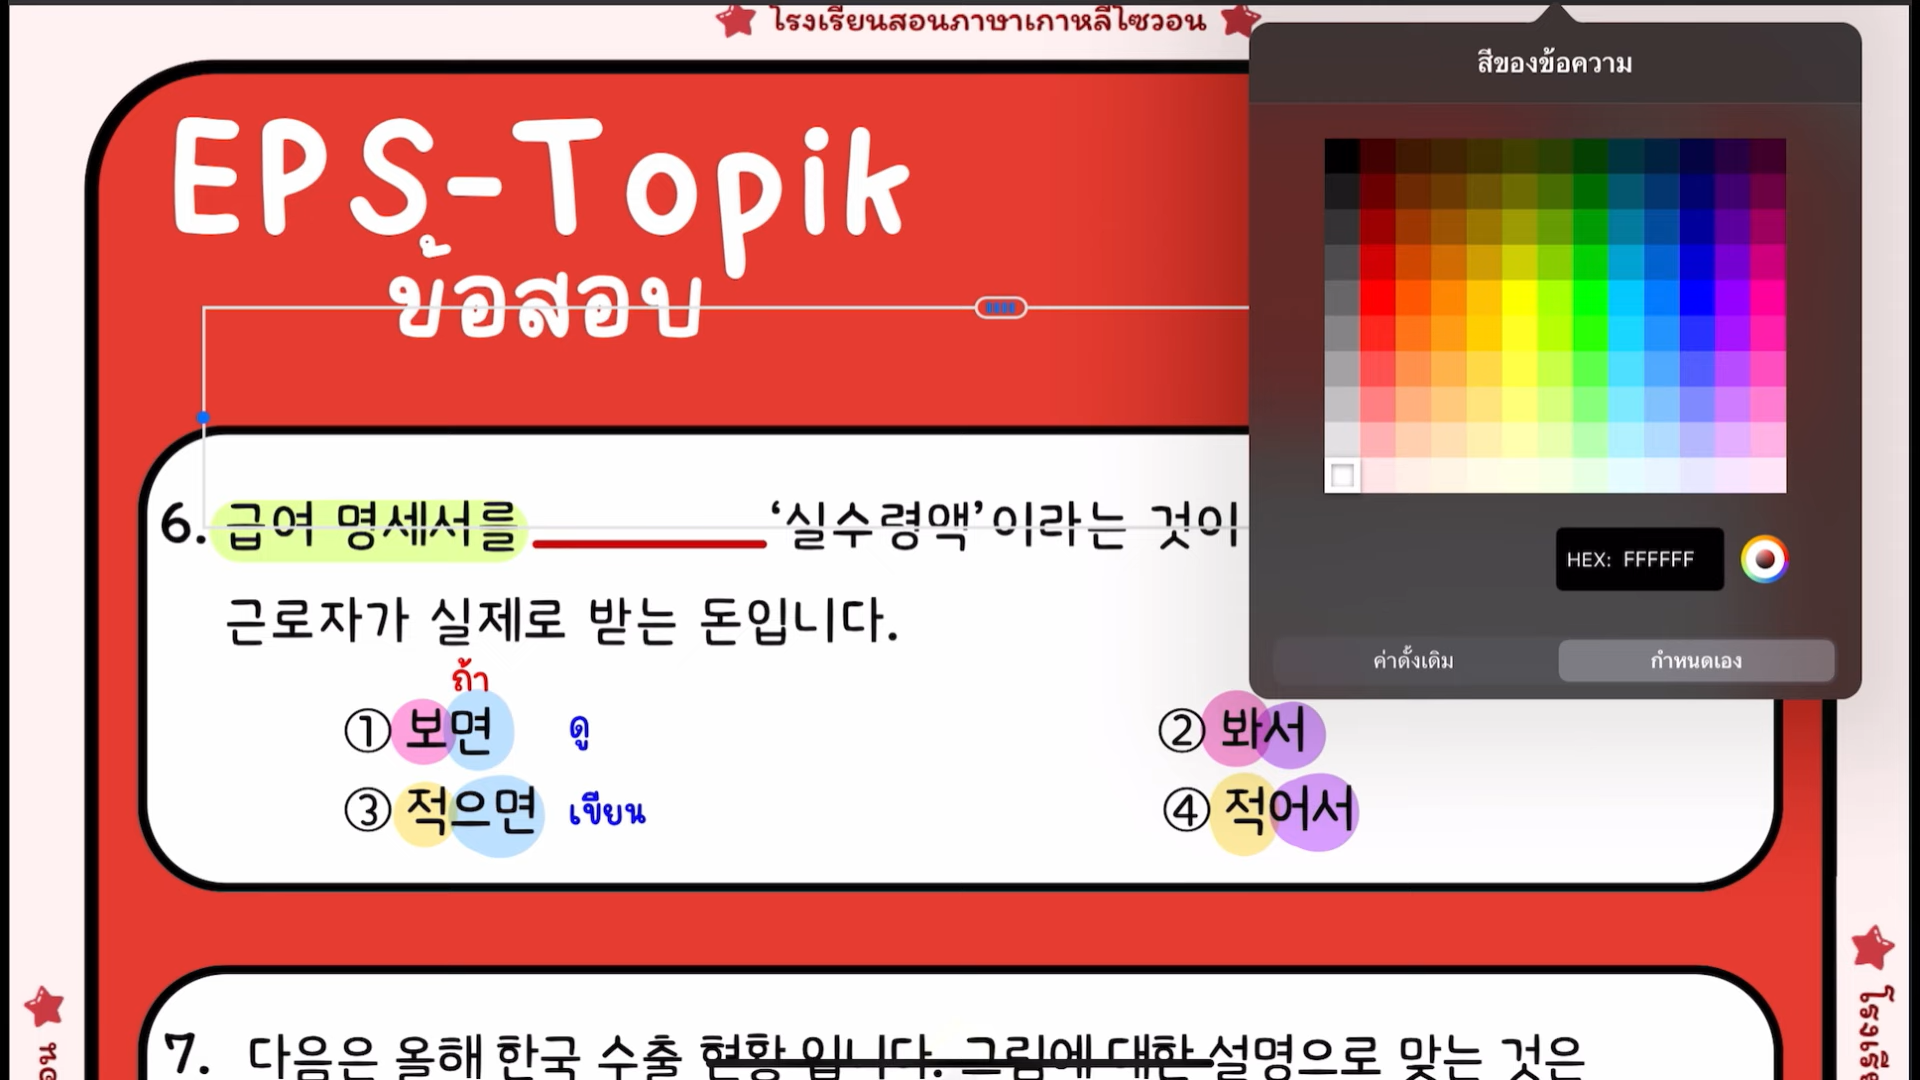 โรงเรียนสอนภาษาเกาหลีไซวอน
สีของข้อความ
EPS-Topik
ข้อสอบ
HEX: FFFFFF
ค่าดั้งเดิม
กำหนดเอง
6. 급여 명세서를 ________ ‘실수령액’이라는 것이
근로자가 실제로 받는 돈입니다.
ถ้า
① 보면 ดู ② 봐서
③ 적으면 เขียน ④ 적어서
7. 다음은 올해 한국 수출 현황 입니다. 그림에 대한 설명으로 맞는 것은